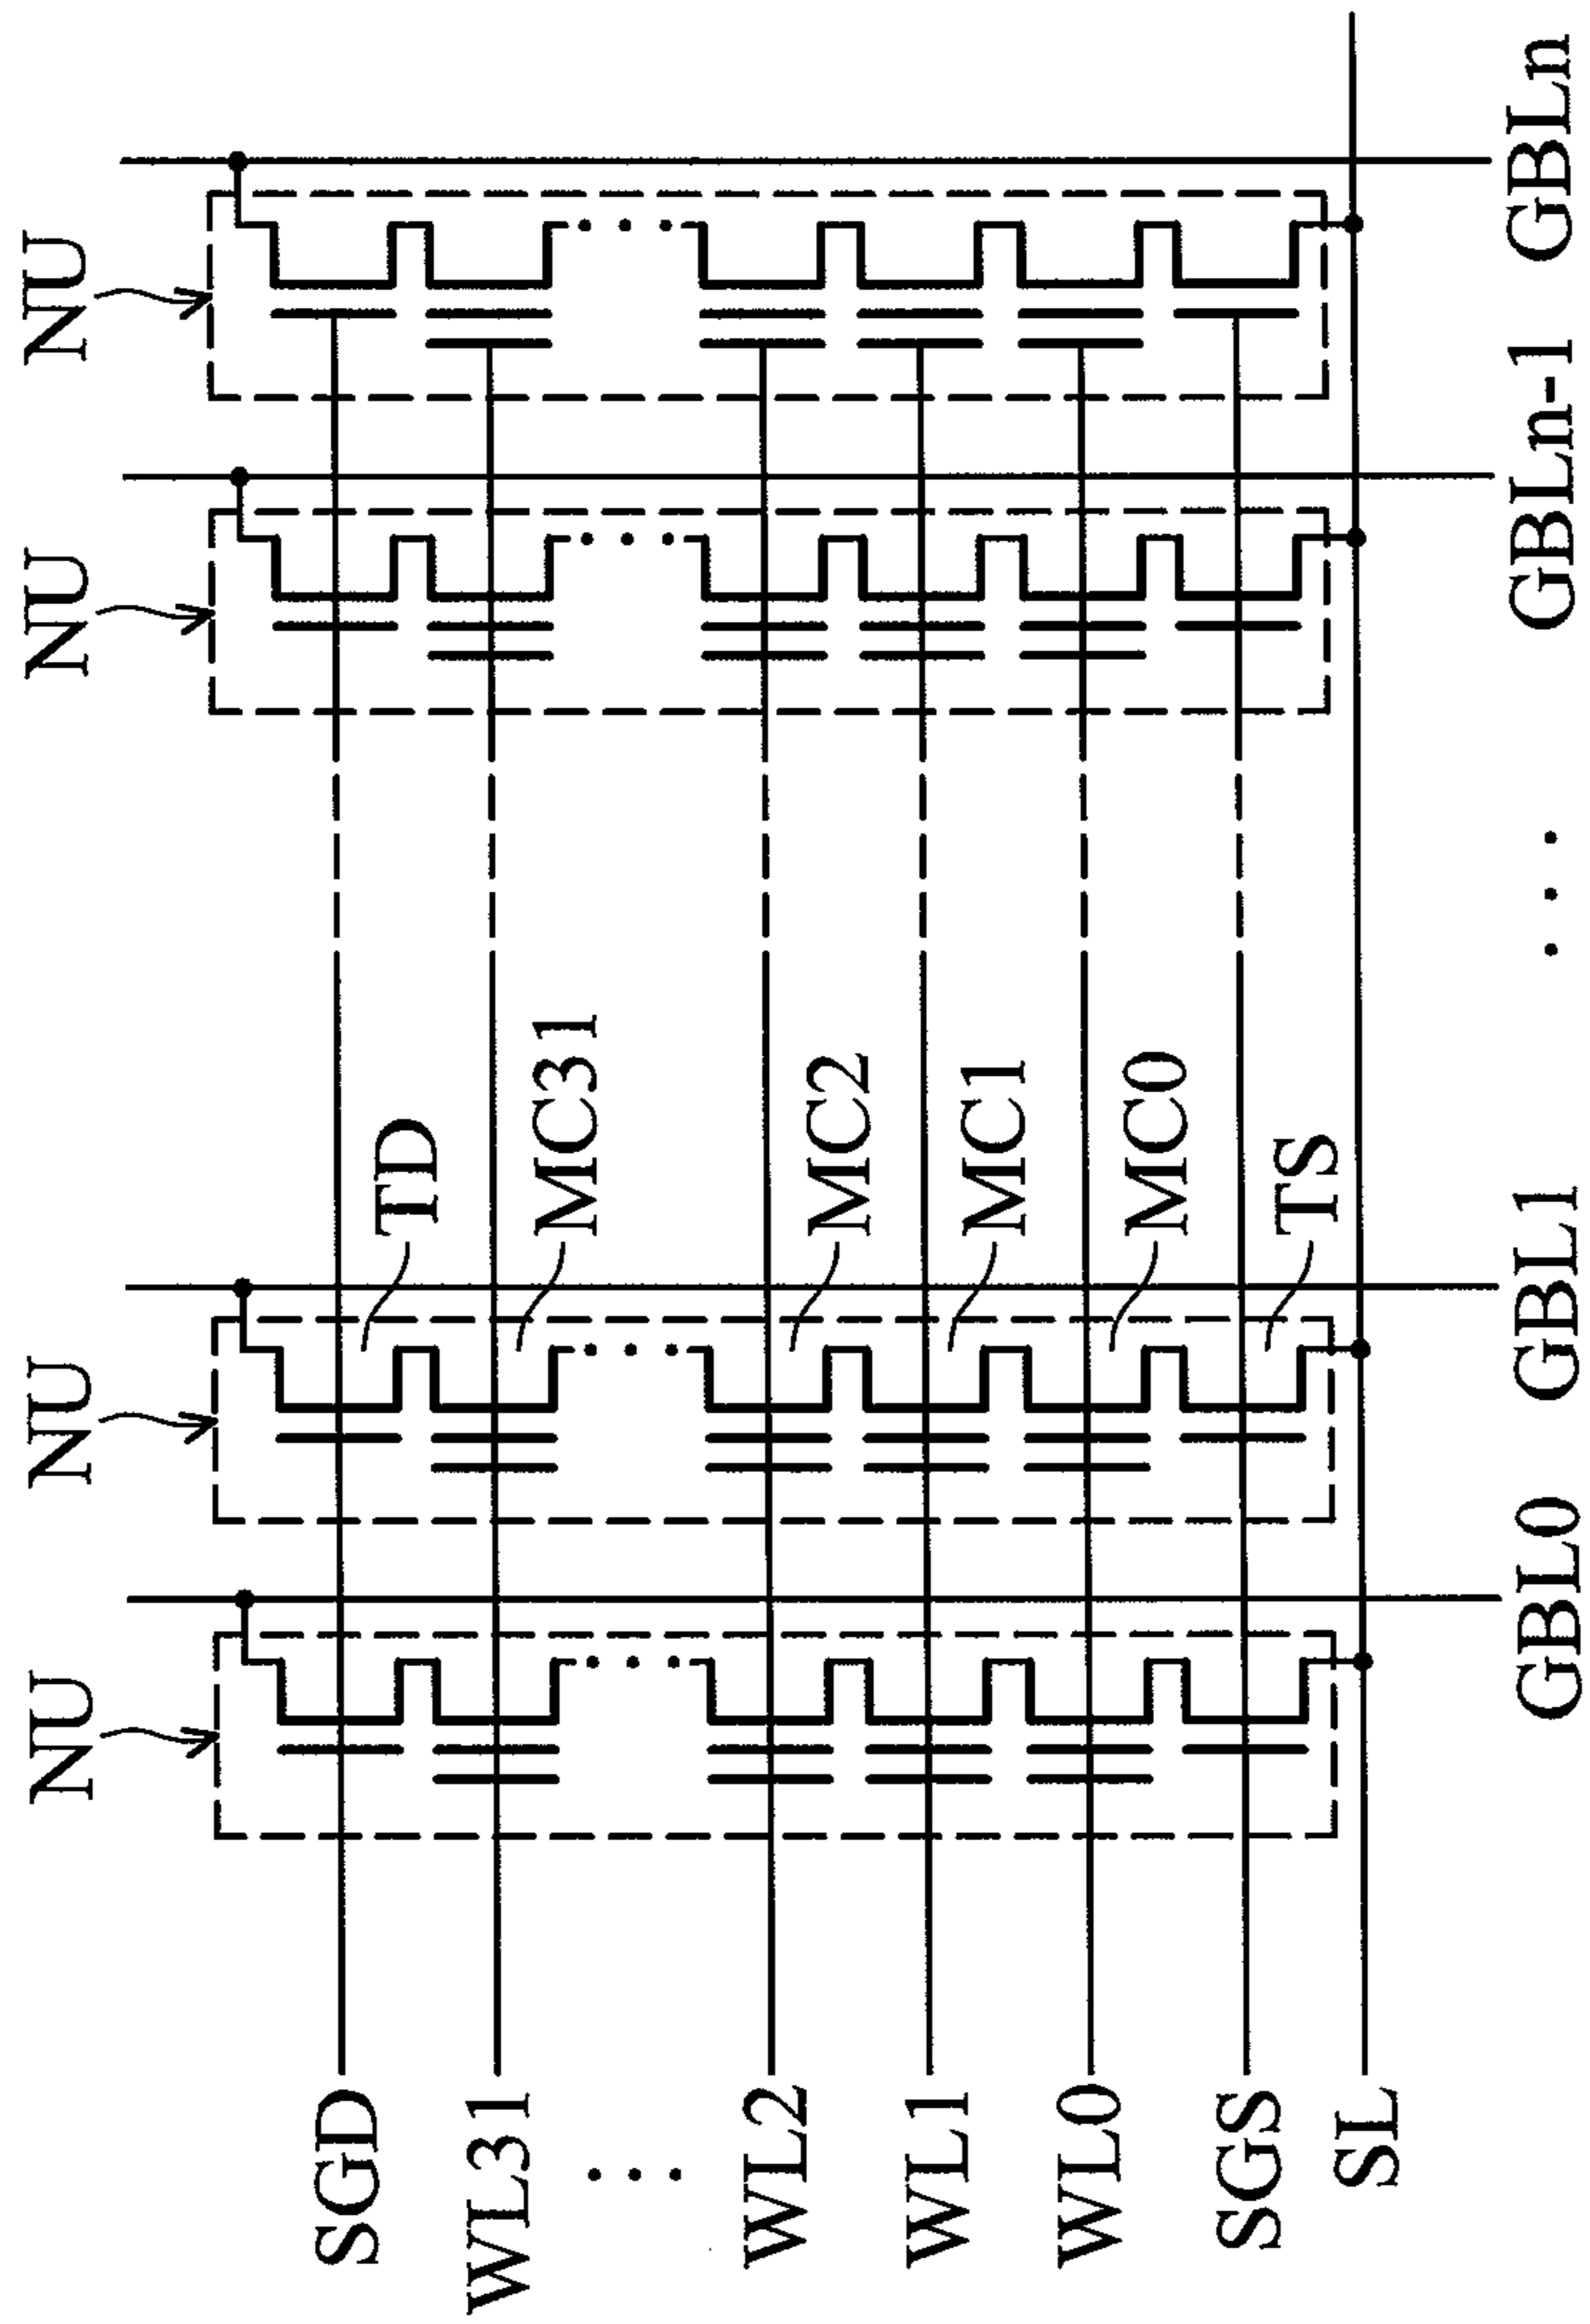 NU NU NU NU
SGD
TD
WL31
MC31
WL2
MC2
WL1
MC1
WL0
MC0
SGS
TS
SL
GBL0 GBL1 GBLn-1 GBLn